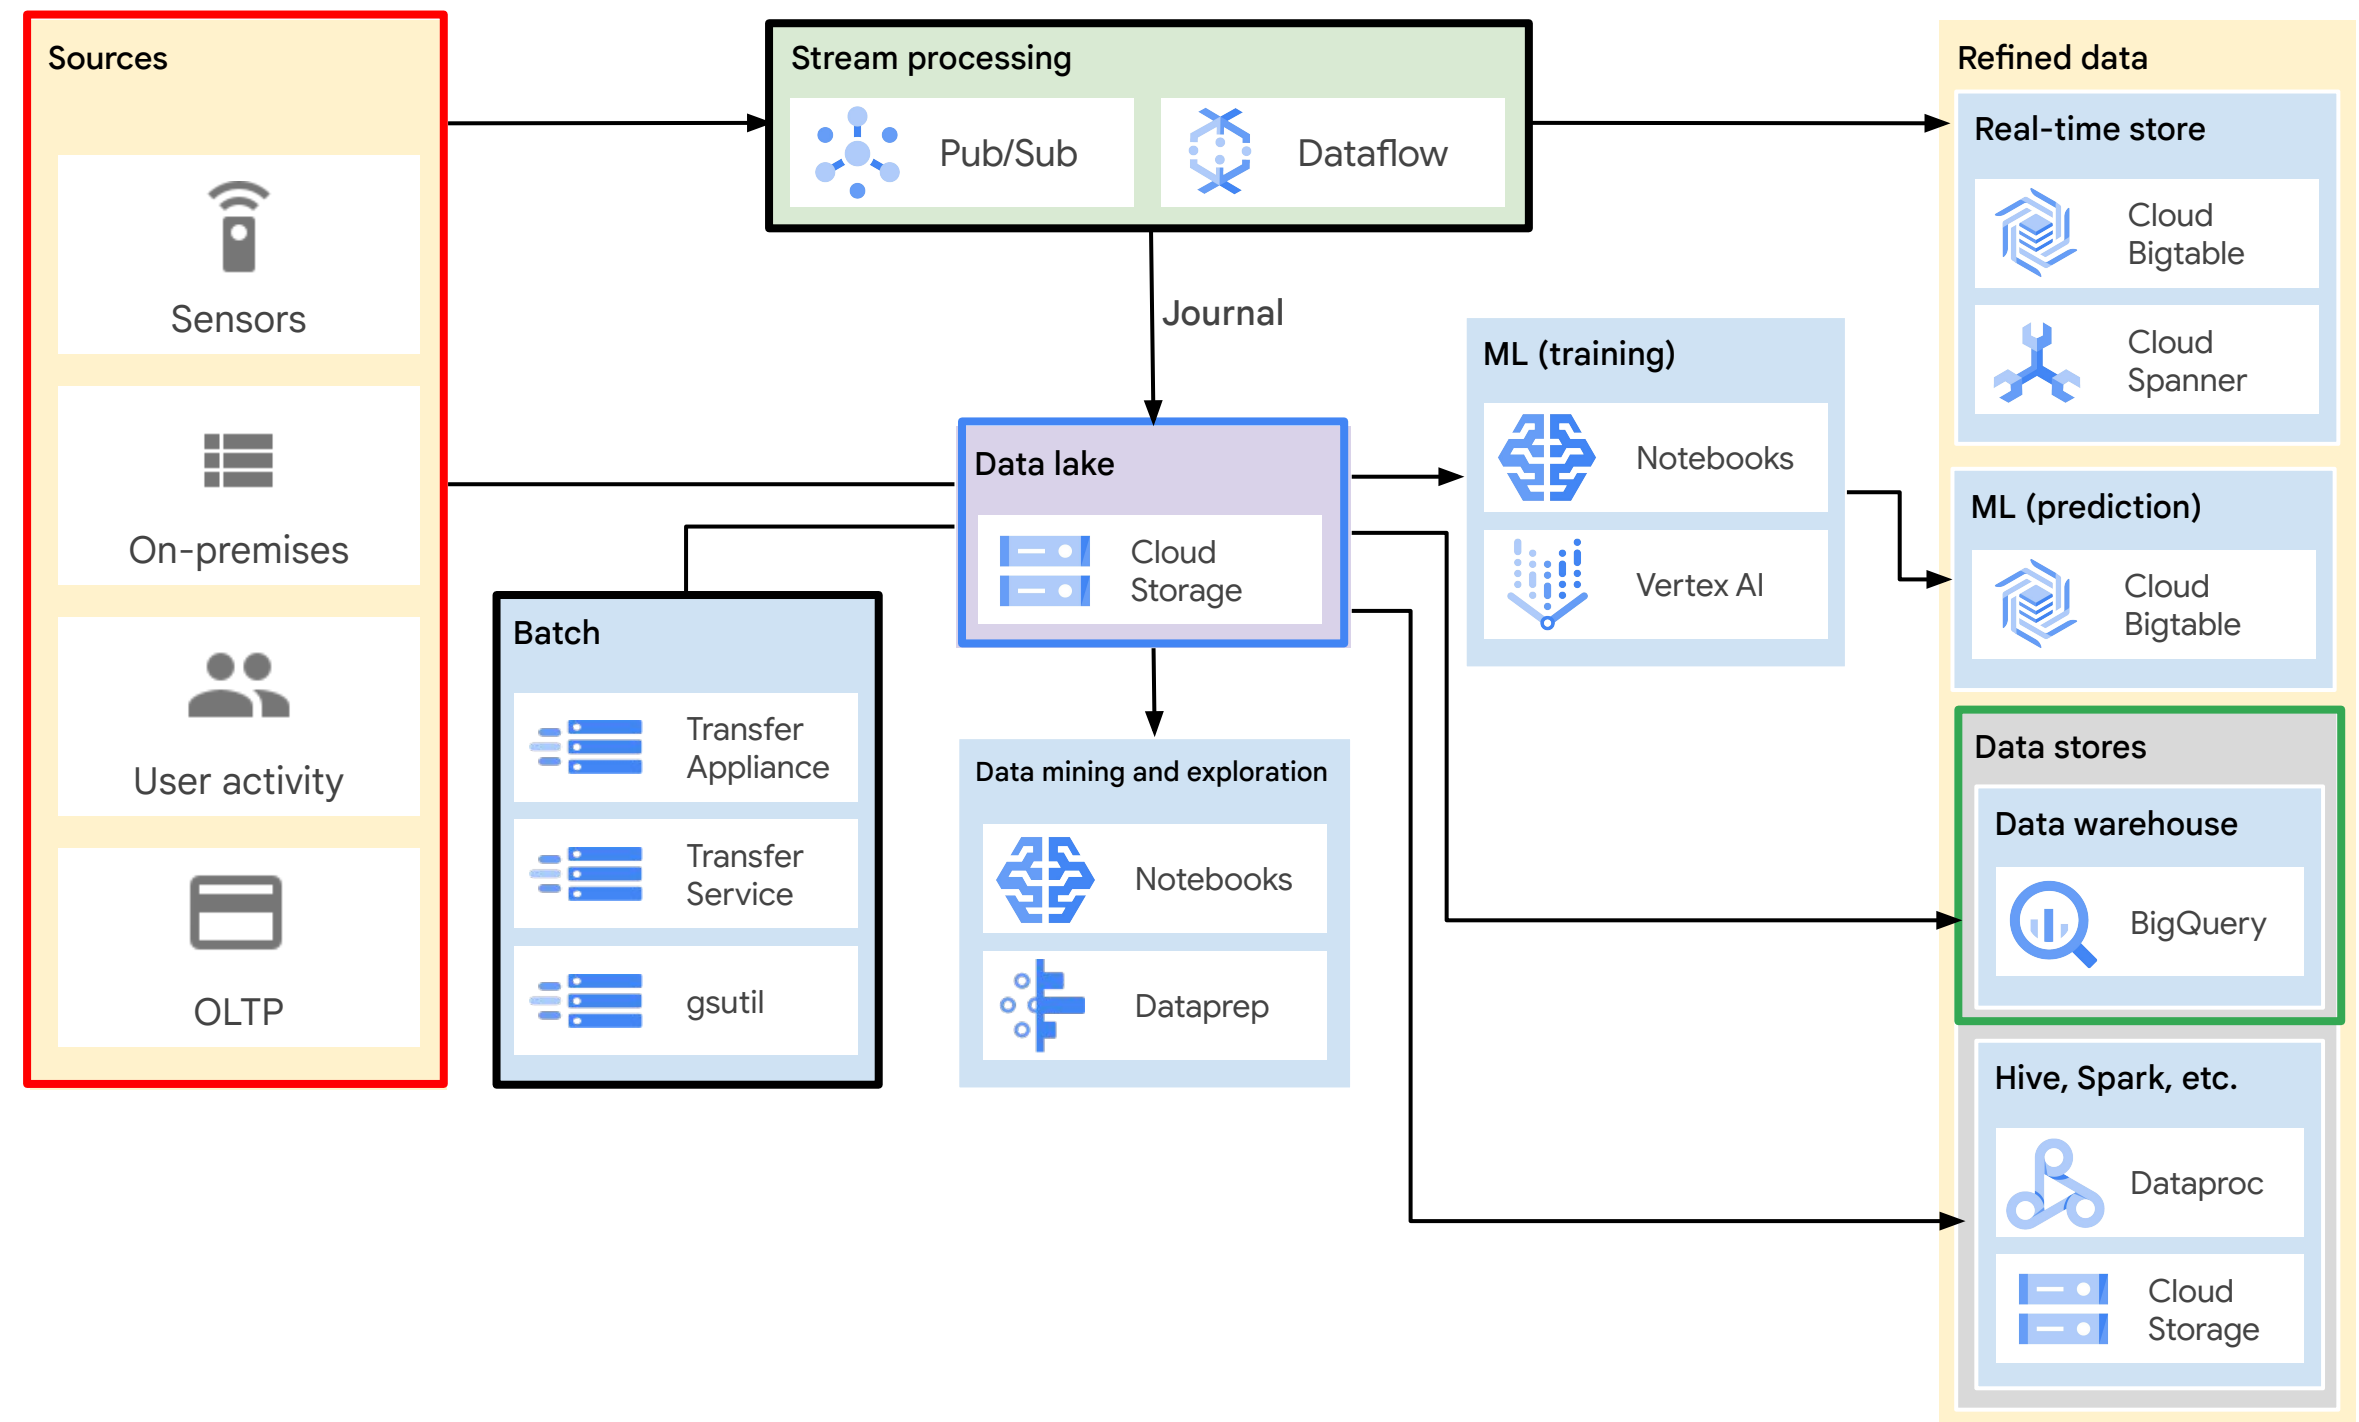 Sources
Sensors
On-premises
User activity
OLTP
Stream processing
Pub/Sub
Dataflow
Journal
Data lake
Cloud
Storage
Batch
Transfer
Appliance
Transfer
Service
gsutil
Data mining and exploration
Notebooks
Dataprep
ML (training)
Notebooks
Vertex AI
Refined data
Real-time store
Cloud
Bigtable
Cloud
Spanner
ML (prediction)
Cloud
Bigtable
Data stores
Data warehouse
BigQuery
Hive, Spark, etc.
Dataproc
Cloud
Storage